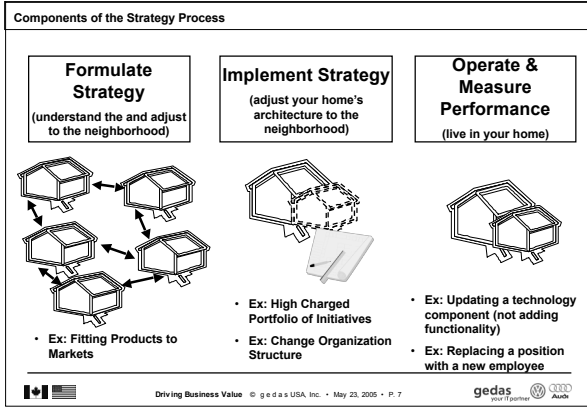 Components of the Strategy Process
Formulate
Strategy
(understand the and adjust
to the neighborhood)
Implement Strategy
(adjust your home's
architecture to the
neighborhood)
Operate &
Measure
Performance
(live in your home)
• Ex: Fitting Products to
Markets
• Ex: High Charged
Portfolio of Initiatives
• Ex: Change Organization
Structure
• Ex: Updating a technology
component (not adding
functionality)
• Ex: Replacing a position
with a new employee
Driving Business Value © gedas USA, Inc. • May 23, 2005 • P. 7
gedas
your IT partner
Audi